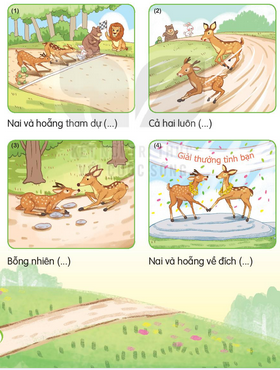 (1)
(2)
Nai và hoẵng tham dự (...)
Cả hai luôn (...)
(3)
(4)
Giải thưởng tình bạn
Bỗng nhiên (...)
Nai và hoẵng về đích (...)